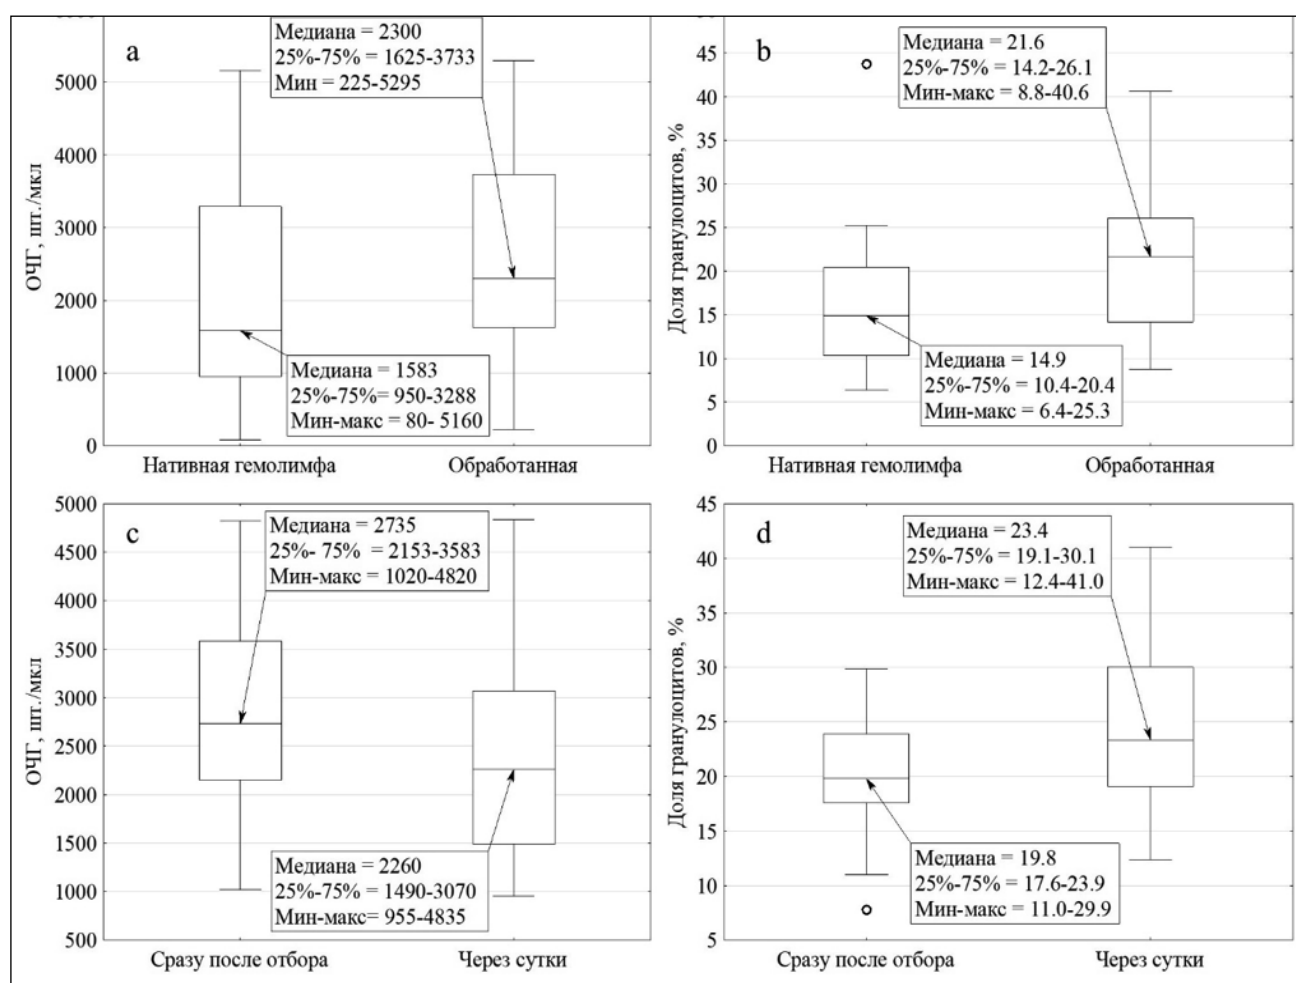 a
Медиана = 2300
25%-75% = 1625-3733
Мин = 225-5295
ОЧГ, шт./мкл
5000
4000
3000
2000
1000
0
Медиана = 1583
25%-75%= 950-3288
Мин-макс = 80- 5160
Нативная гемолимфа
Обработанная
b
Медиана = 21.6
25%-75% = 14.2-26.1
Мин-макс = 8.8-40.6
Доля гранулоцитов, %
45
40
35
30
25
20
15
10
5
0
Медиана = 14.9
25%-75% = 10.4-20.4
Мин-макс = 6.4-25.3
Нативная гемолимфа
Обработанная
c
Медиана = 2735
25%- 75% = 2153-3583
Мин-макс = 1020-4820
ОЧГ, шт./мкл
5000
4500
4000
3500
3000
2500
2000
1500
1000
500
Медиана = 2260
25%-75% = 1490-3070
Мин-макс= 955-4835
Сразу после отбора
Через сутки
d
Медиана = 23.4
25%-75% = 19.1-30.1
Мин-макс = 12.4-41.0
Доля гранулоцитов, %
45
40
35
30
25
20
15
10
5
Медиана = 19.8
25%-75% = 17.6-23.9
Мин-макс = 11.0-29.9
Сразу после отбора
Через сутки